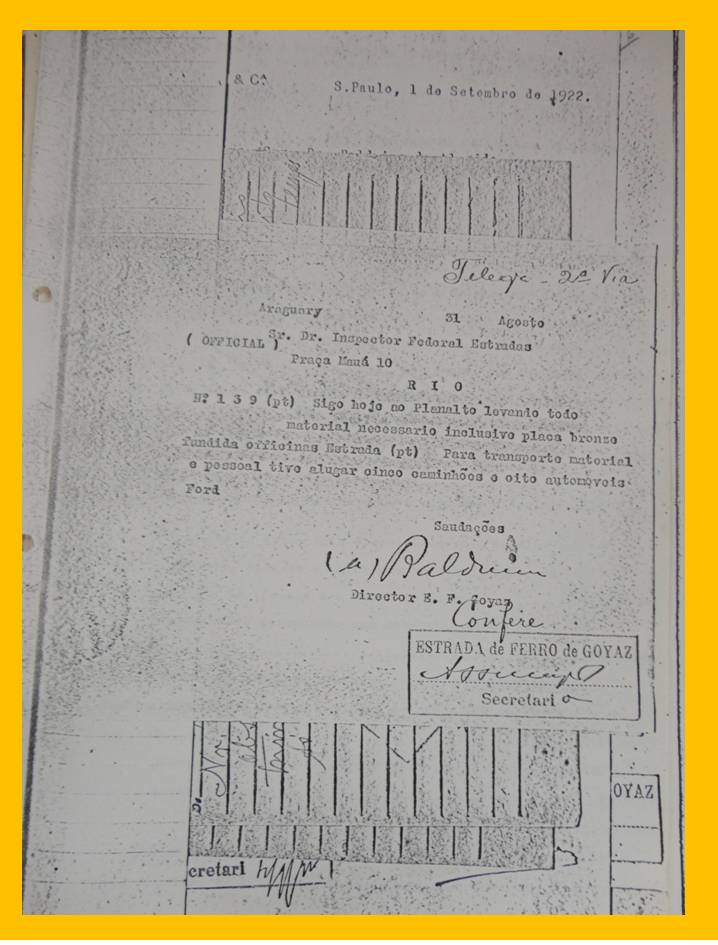 & Cª
S.Paulo, 1 de Setembro de 1922.
Telegr - 2ª Via
Araguary 31 Agosto
( OFFICIAL ) Sr. Dr. Inspector Federal Estradas
Praça Mauá 10
R I O
Nº 1 3 9 (pt) Sigo hoje ao Planalto levando todo
material necessario inclusive placa bronze
fundida officinas Estrada (pt) Para transporte material
e pessoal tive alugar cinco caminhões e oito automoveis
Ford
Saudações
(a) Balduin
Director E. F. Goyaz
Confere
ESTRADA de FERRO de GOYAZ
Secretario
OYAZ
cretari